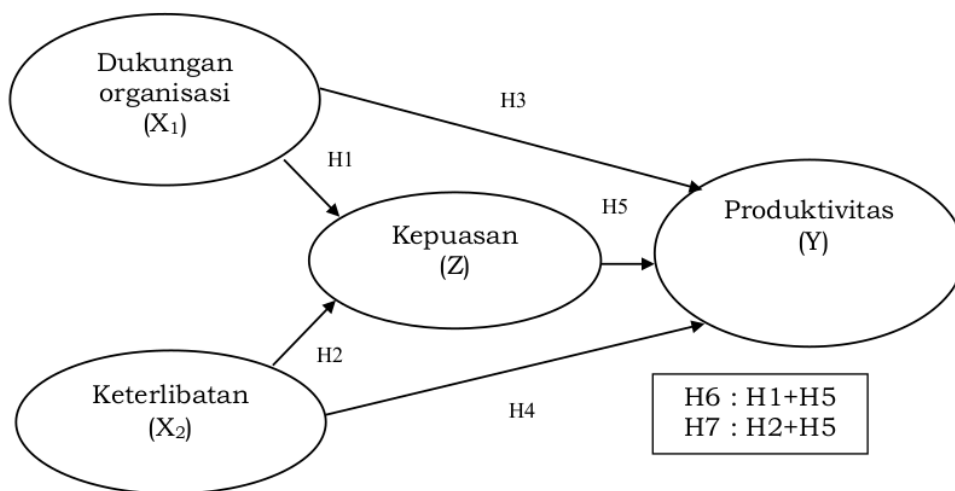 Dukungan
organisasi
(X₁)
H3
H1
Kepuasan
(Z)
H5
Produktivitas
(Y)
H2
Keterlibatan
(X₂)
H4
H6 : H1+H5
H7 : H2+H5